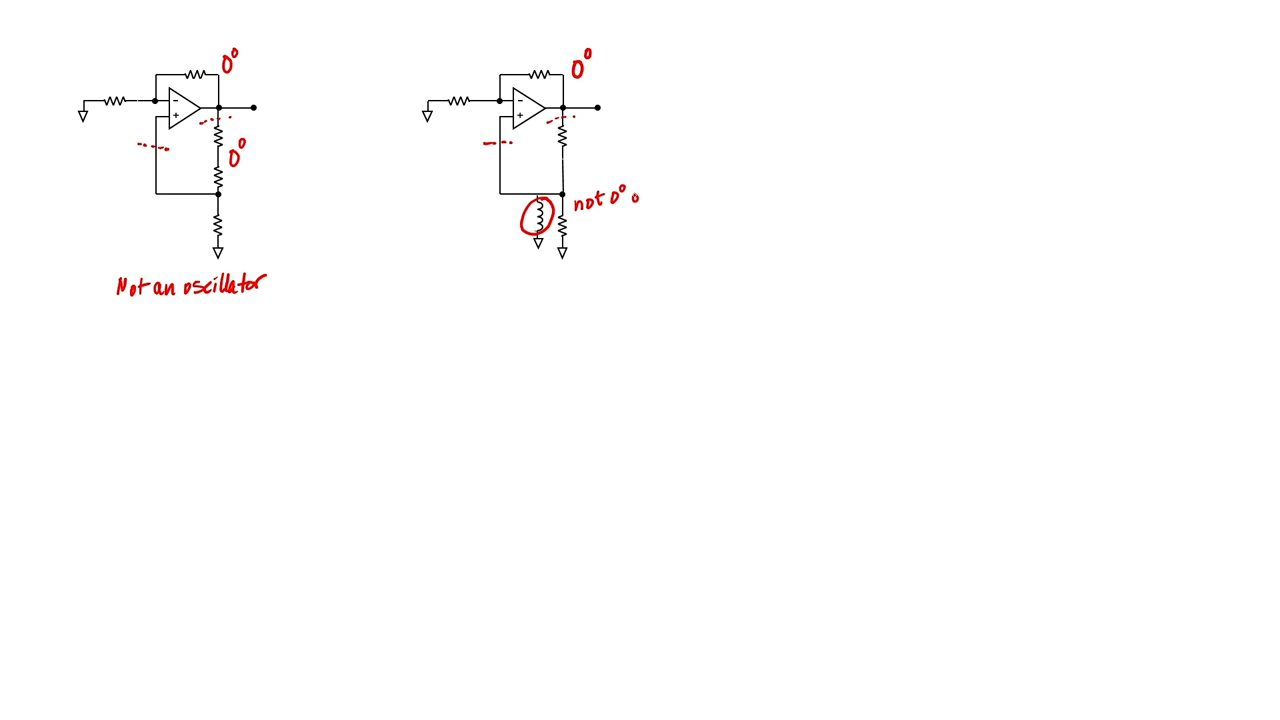 0° 0°
- -
+ +
0°
not 0° o
Not an oscillator